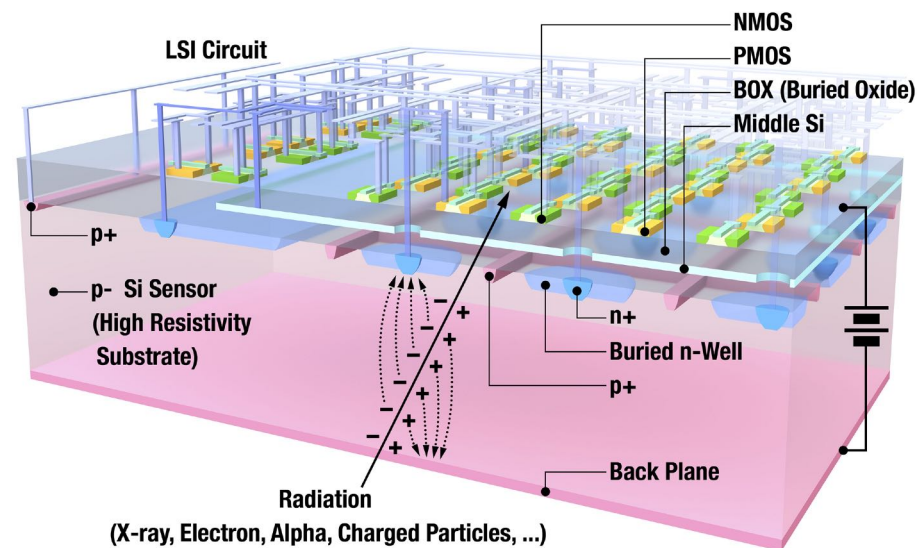 LSI Circuit
NMOS
PMOS
BOX (Buried Oxide)
Middle Si
p+
p- Si Sensor
(High Resistivity
Substrate)
n+
Buried n-Well
p+
Back Plane
Radiation
(X-ray, Electron, Alpha, Charged Particles, ...)